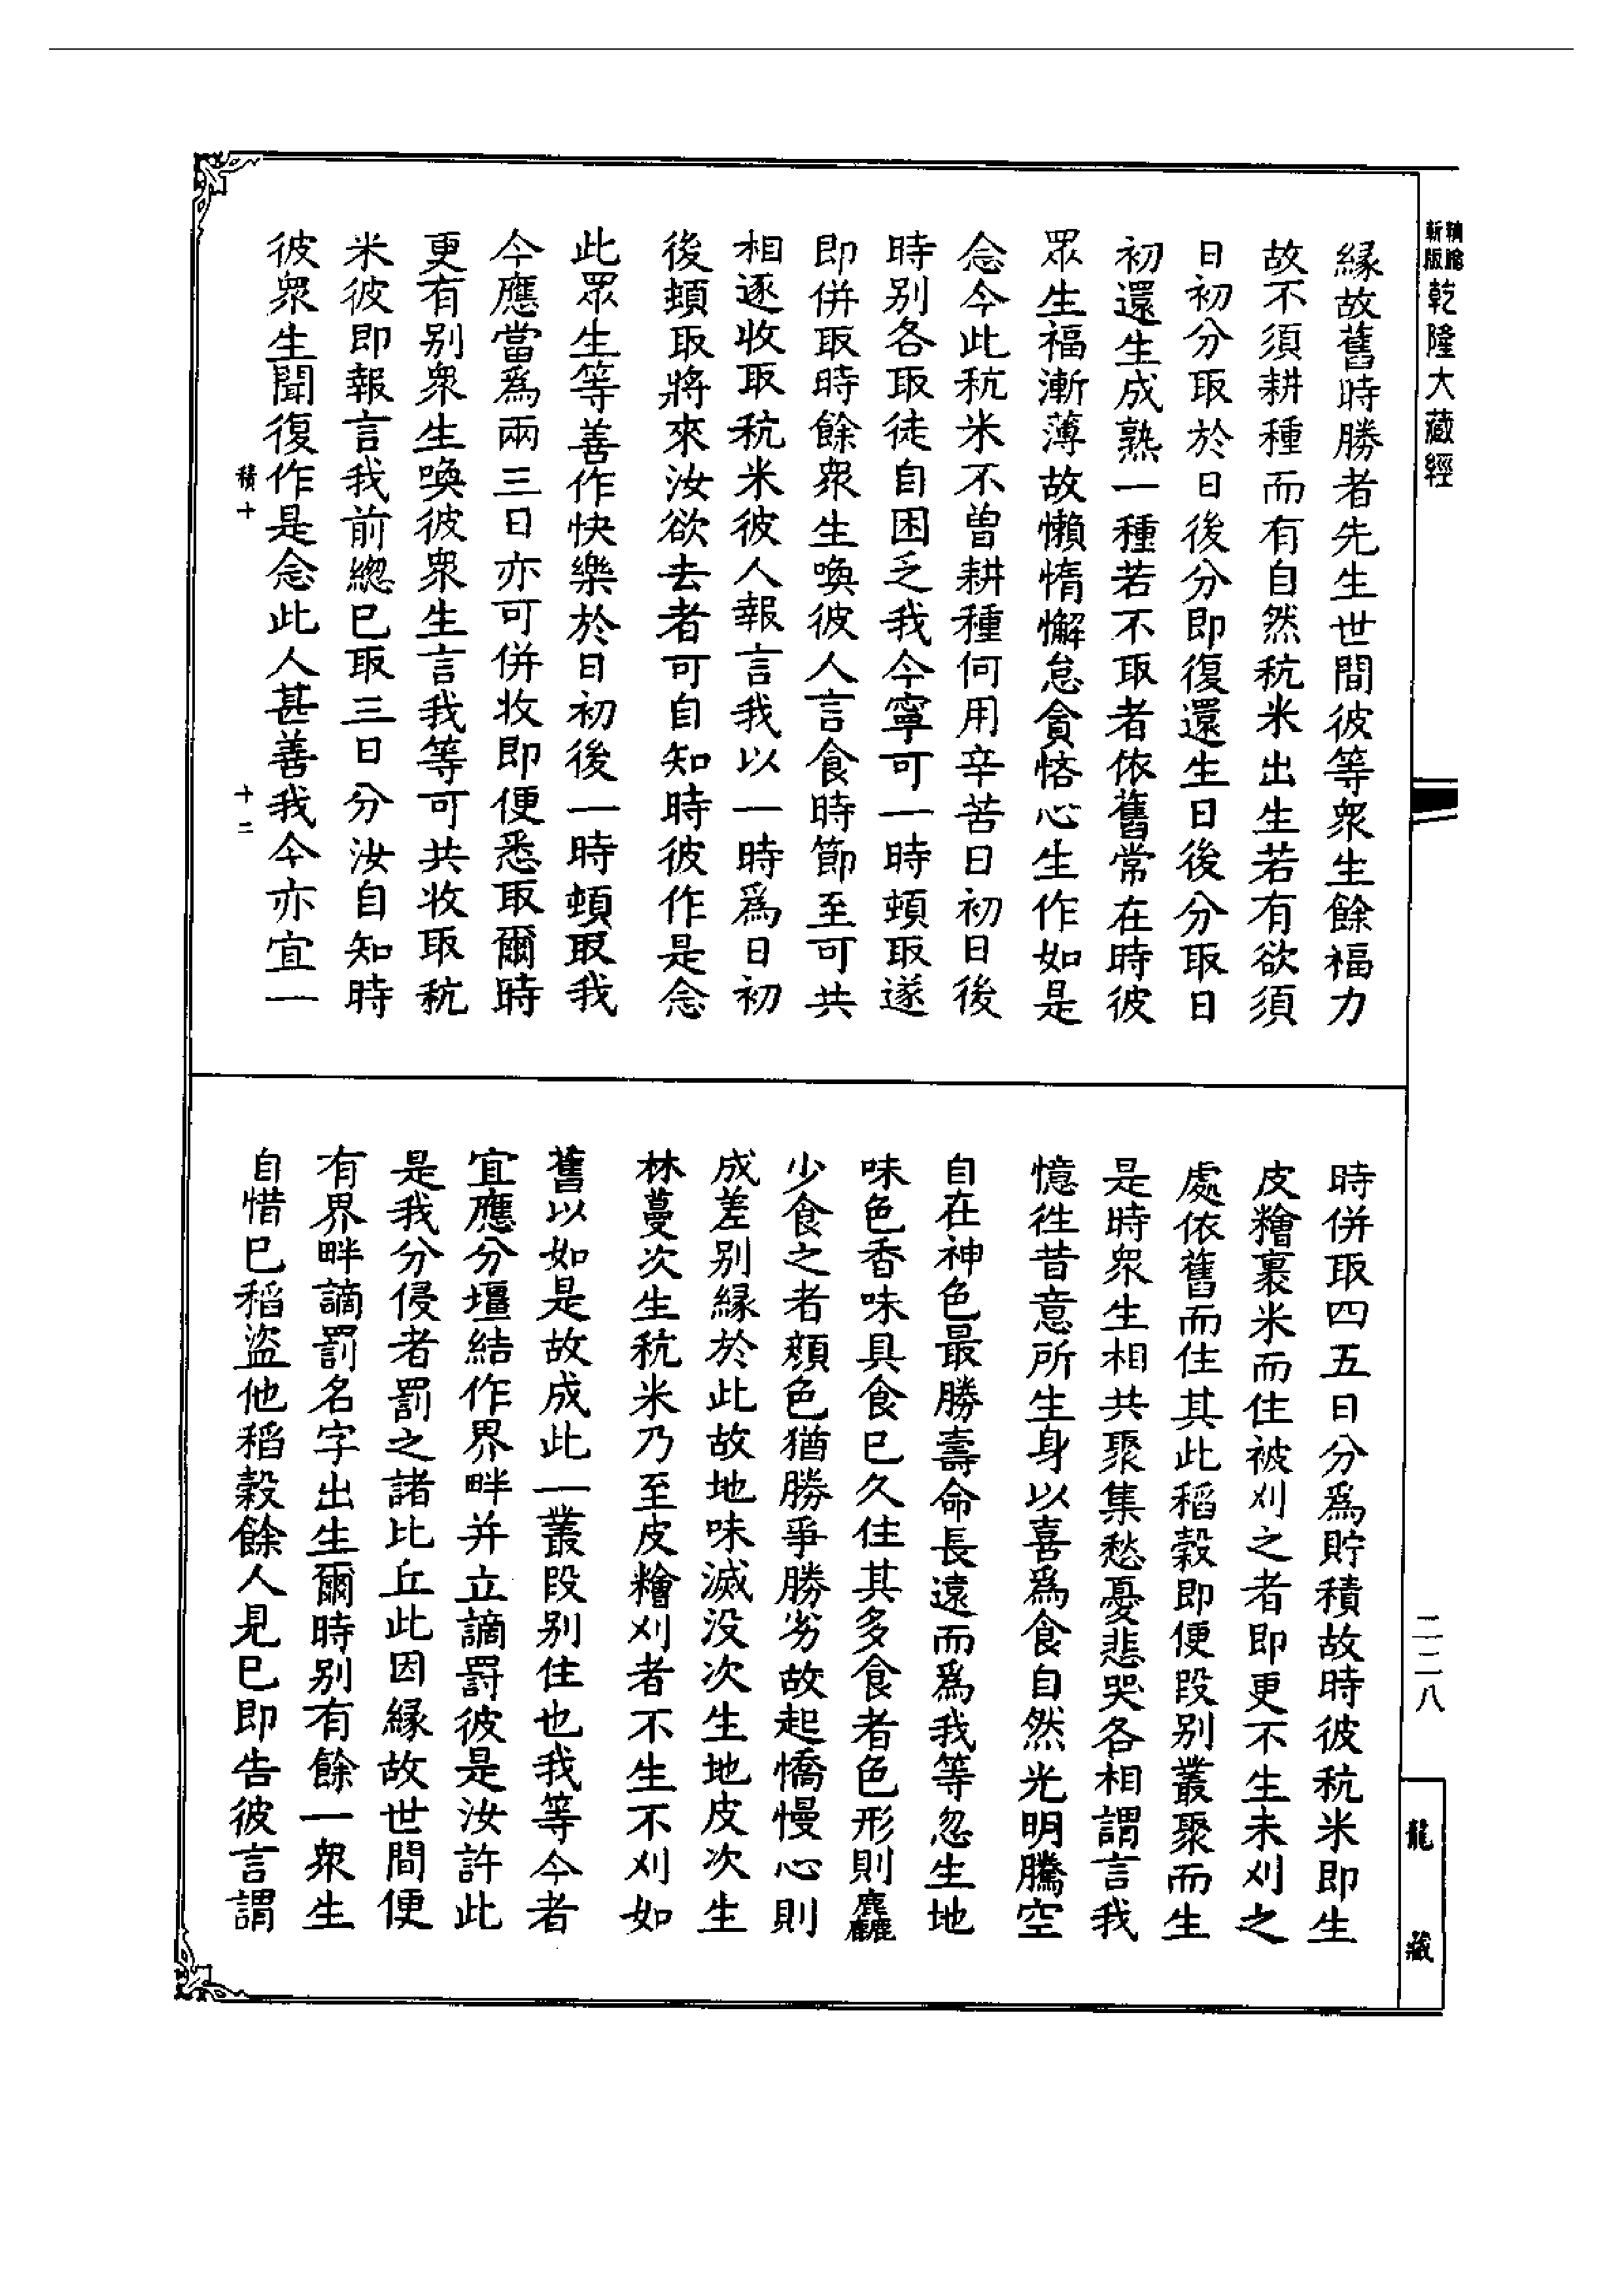 精繪
新版乾隆大藏經
緣故舊時勝者先生世間彼等衆生餘福力
故不須耕種而有自然秔米出生若有欲須
日初分取於日後分即復還生日後分取日
初還生成熟一種若不取者依舊常在時彼
眾生福漸薄故懶惰懈怠貪悋心生作如是
念今此秔米不曾耕種何用辛苦日初日後
時别各取徒自困乏我今寧可一時頓取遂
即併取時餘衆生喚彼人言食時節至可共
相逐收取秔米彼人報言我以一時爲日初
後頓取將來汝欲去者可自知時彼作是念
此眾生等善作快樂於日初後一時頓取我
今應當爲兩三日亦可併收即便悉取爾時
更有别衆生喚彼衆生言我等可共收取秔
米彼即報言我前總已取三日分汝自知時
彼衆生聞復作是念此人甚善我今亦宜一
積十
十二
時併取四五日分爲貯積故時彼秔米即生
皮糩裹米而住被刈之者即更不生未刈之
處依舊而住其此稻穀即便段别叢聚而生
是時衆生相共聚集愁憂悲哭各相謂言我
憶徃昔意所生身以喜爲食自然光明騰空
自在神色最勝壽命長遠而爲我等忽生地
味色香味具食已久住其多食者色形則麤
少食之者頹色猶勝爭勝劣故起憍慢心則
成差别緣於此故地味滅没次生地皮次生
林蔓次生秔米乃至皮糩刈者不生不刈如
舊以如是故成此一叢段别住也我等今者
宜應分壃結作界畔并立謫罸彼是汝許此
是我分侵者罰之諸比丘此因緣故世間便
有界畔謫罰名字出生爾時别有餘一衆生
自惜已稻盜他稻穀餘人見已即告彼言謂
二二八
龍藏